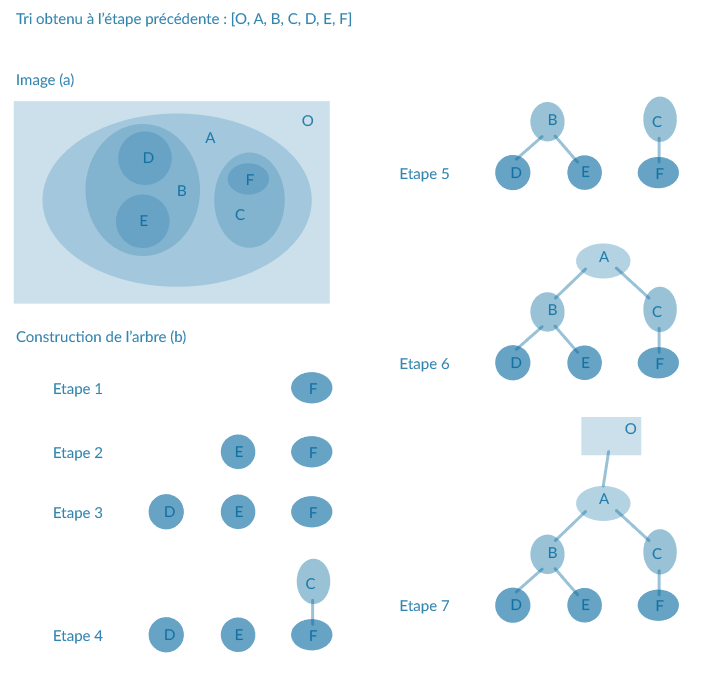 Tri obtenu à l'étape précédente : [O, A, B, C, D, E, F]
Image (a)
O
A
D
B
F
E
C
Construction de l'arbre (b)
Etape 1
F
Etape 2
E
F
Etape 3
D
E
F
C
Etape 4
D
E
F
B
C
Etape 5
D
E
F
A
B
C
Etape 6
D
E
F
O
A
B
C
Etape 7
D
E
F